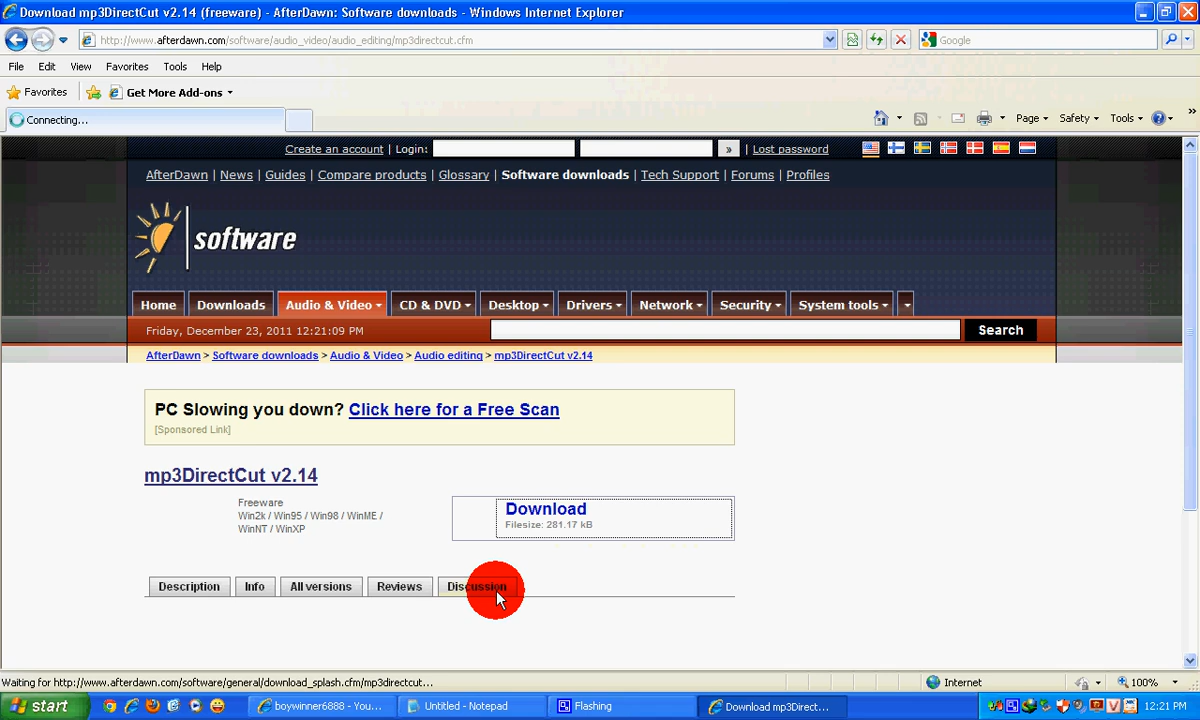 Download mp3DirectCut v2.14 (freeware) - AfterDawn: Software downloads - Windows Internet Explorer
http://www.afterdawn.com/software/audio_video/audio_editing/mp3directcut.cfm
Google
File Edit View Favorites Tools Help
Favorites Get More Add-ons
Connecting...
Page Safety Tools »
Create an account | Login: » | Lost password
AfterDawn | News | Guides | Compare products | Glossary | Software downloads | Tech Support | Forums | Profiles
software
Home Downloads Audio & Video CD & DVD Desktop Drivers Network Security System tools
Friday, December 23, 2011 12:21:09 PM Search
AfterDawn > Software downloads > Audio & Video > Audio editing > mp3DirectCut v2.14
PC Slowing you down? Click here for a Free Scan
[Sponsored Link]
mp3DirectCut v2.14
Freeware
Win2k / Win95 / Win98 / WinME /
WinNT / WinXP
Download
Filesize: 281.17 kB
Description Info All versions Reviews Discussion
Waiting for http://www.afterdawn.com/software/general/download_splash.cfm/mp3directcut... Internet 100%
start boywinner6888 - You... Untitled - Notepad Flashing Download mp3Direct... 12:21 PM